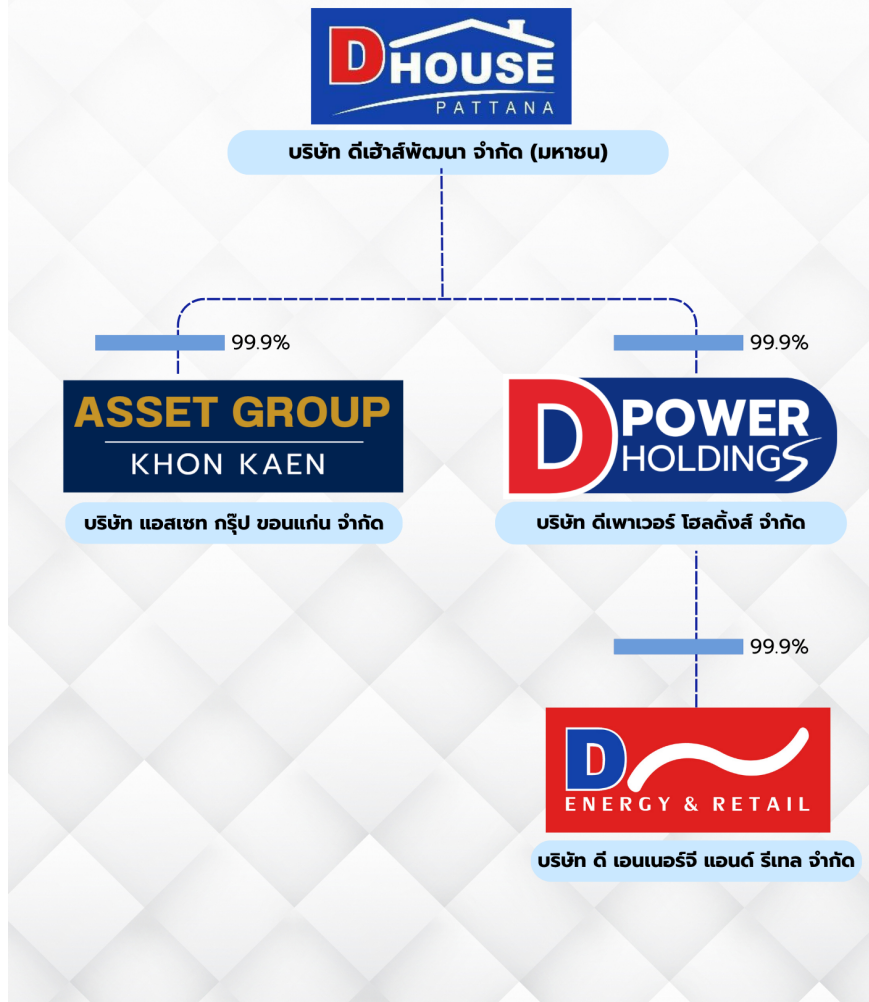 DHOUSE
PATTANA
บริษัท ดีเฮ้าส์พัฒนา จำกัด (มหาชน)
99.9%
99.9%
ASSET GROUP
KHON KAEN
D POWER
HOLDINGS
บริษัท แอสเซท กรุ๊ป ขอนแก่น จำกัด
บริษัท ดีเพาเวอร์ โฮลดิ้งส์ จำกัด
99.9%
D
ENERGY & RETAIL
บริษัท ดี เอนเนอร์จี แอนด์ รีเทล จำกัด